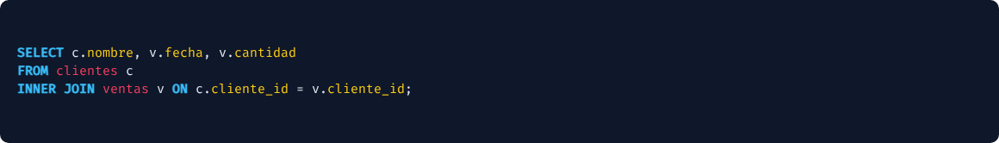 SELECT c.nombre, v.fecha, v.cantidad
FROM clientes c
INNER JOIN ventas v ON c.cliente_id = v.cliente_id;